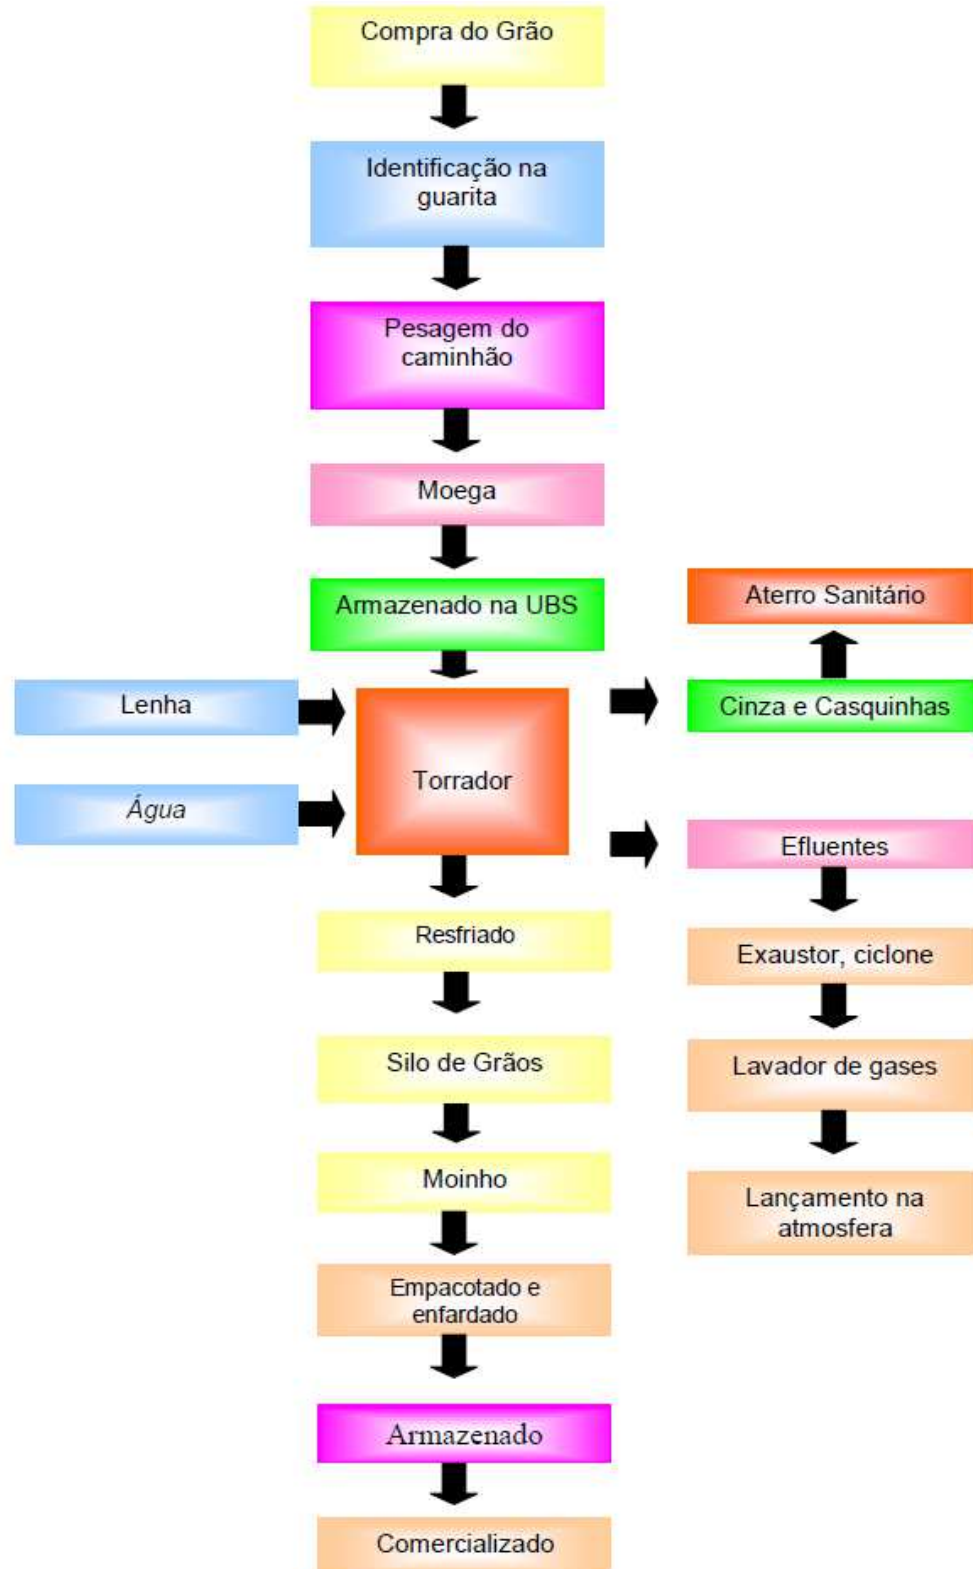 Compra do Grão
Identificação na
guarita
Pesagem do
caminhão
Moega
Armazenado na UBS
Aterro Sanitário
Lenha
Cinza e Casquinhas
Torrador
Água
Efluentes
Resfriado
Exaustor, ciclone
Silo de Grãos
Lavador de gases
Moinho
Lançamento na
atmosfera
Empacotado e
enfardado
Armazenado
Comercializado